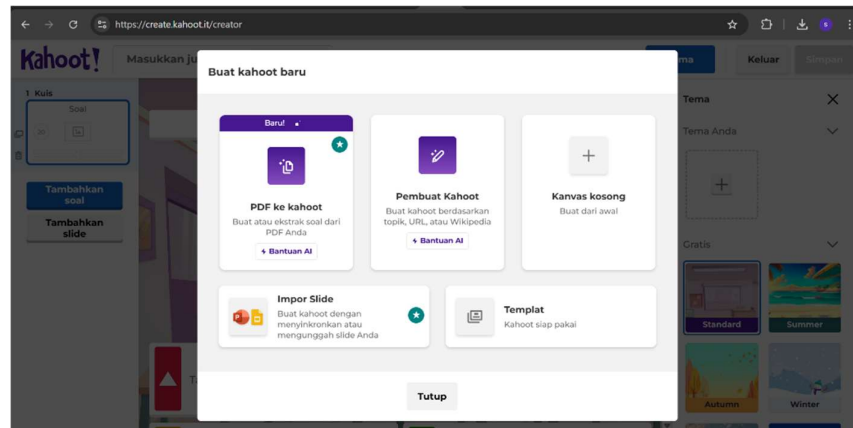 https://create.kahoot.it/creator
Kahoot!
Masukkan ju
ma
Keluar
Simpan
1 Kuis
Soal
20
Tambahkan
soal
Tambahkan
slide
Buat kahoot baru
Baru!
PDF ke kahoot
Buat atau ekstrak soal dari
PDF Anda
Bantuan AI
Pembuat Kahoot
Buat kahoot berdasarkan
topik, URL, atau Wikipedia
Bantuan AI
Kanvas kosong
Buat dari awal
Impor Slide
Buat kahoot dengan
menyinkronkan atau
mengunggah slide Anda
Templat
Kahoot siap pakai
Tutup
Tema
Tema Anda
Gratis
Standard
Summer
Autumn
Winter